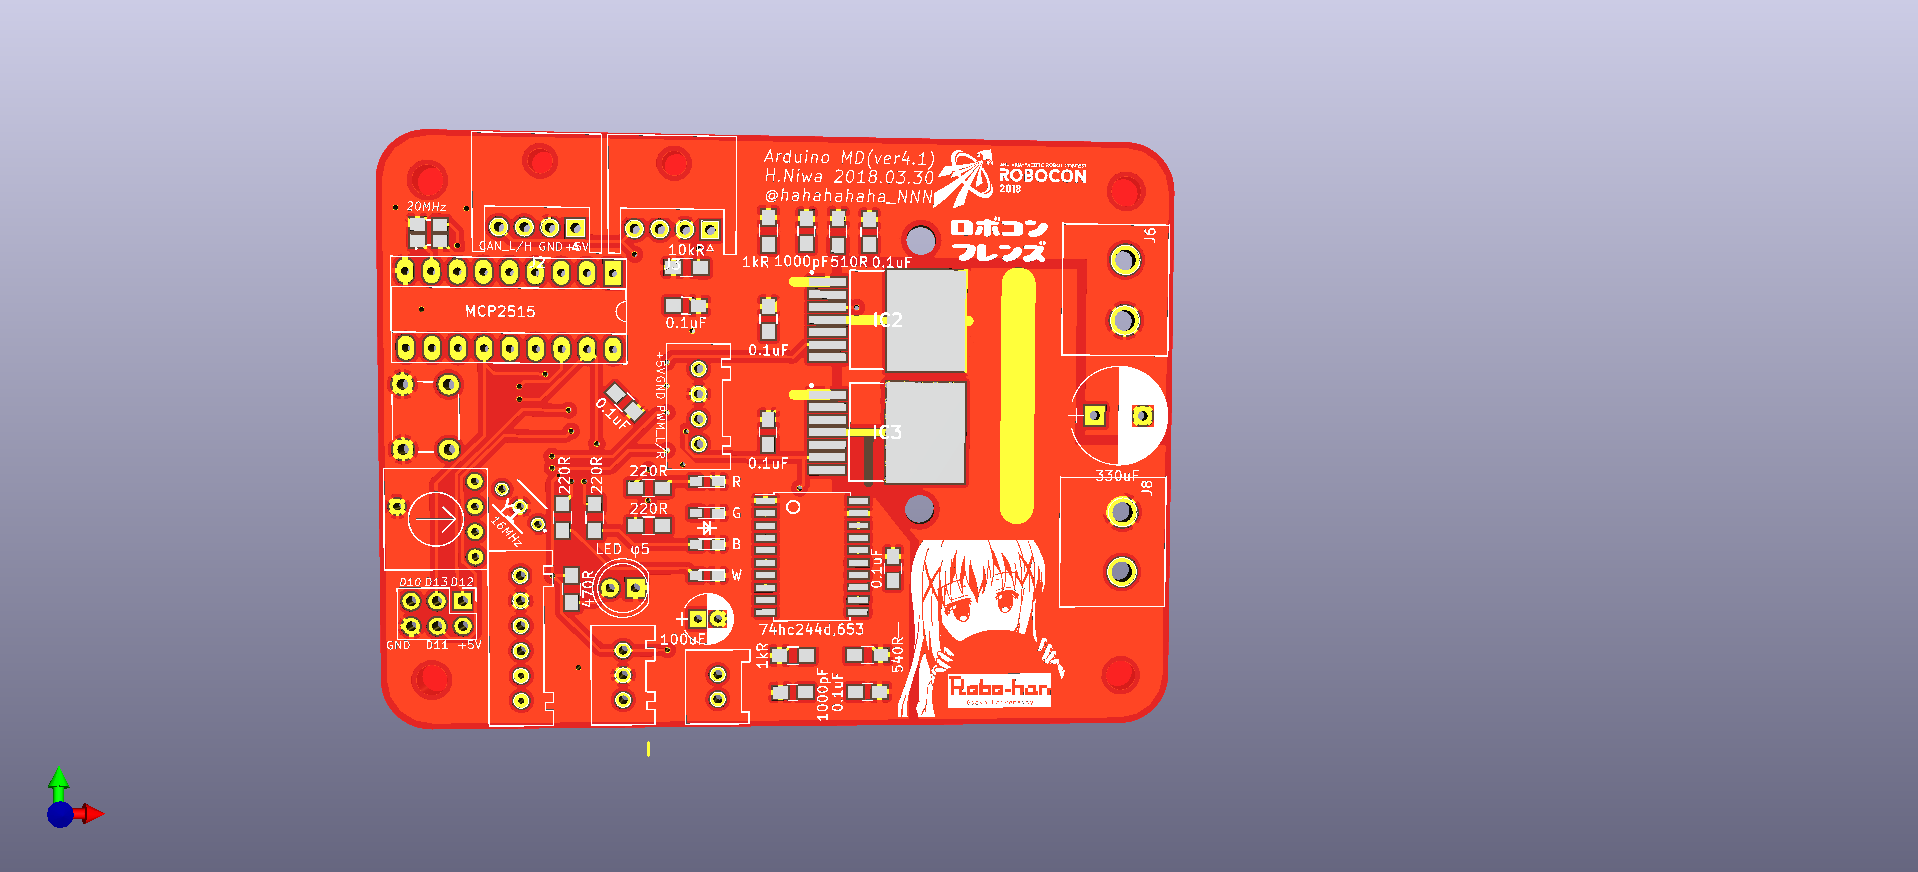 Arduino MD(ver4.1)
H.Niwa 2018.03.30
@hahahahaha_NNN
ROBOCON
2018
ロボコン
フレンズ
20MHz
CAN_L/H GND +5V
10kR
1kR 1000pF 510R 0.1uF
J6
MCP2515
0.1uF
0.1uF
IC2
+5V GND PWM_L/R
0.1uF
IC3
0.1uF
330uF
J8
220R
220R
220R
220R
R
G
B
W
Y1
16MHz
LED φ5
470R
0.1uF
D10 D13 D12
GND D11 +5V
100uF
74hc244d,653
1kR
540R
1000pF
0.1uF
Robo-han